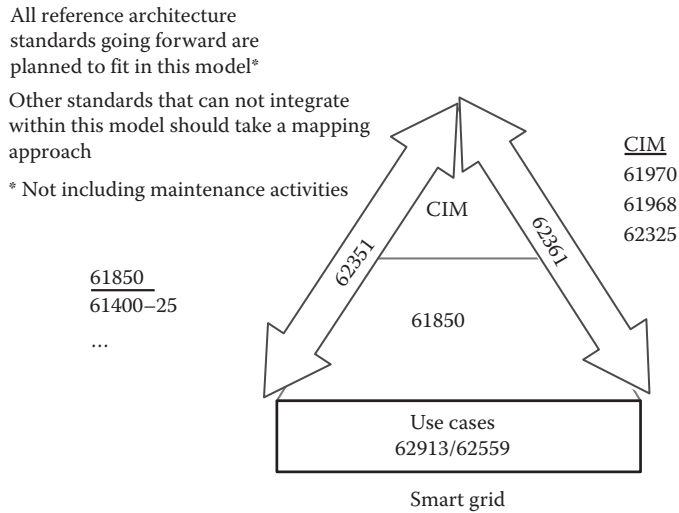 All reference architecture
standards going forward are
planned to fit in this model*
Other standards that can not integrate
within this model should take a mapping
approach
* Not including maintenance activities
CIM
61970
61968
62325
CIM
62351
62361
61850
61400–25
...
61850
Use cases
62913/62559
Smart grid